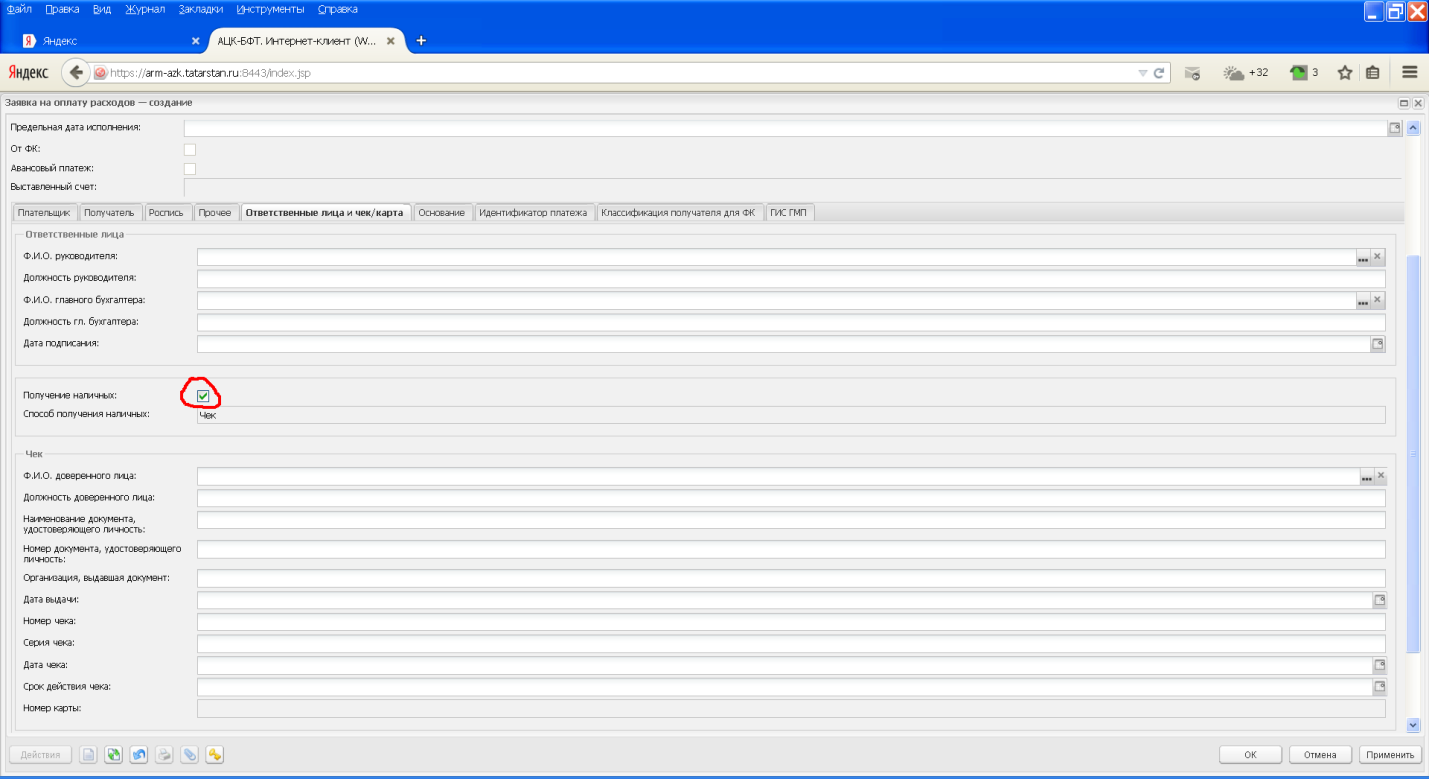 Файл Правка Вид Журнал Закладки Инструменты Справка
Я Яндекс
АЦК-БФТ. Интернет-клиент (W...
Яндекс https://arm-azk.tatarstan.ru:8443/index.jsp +32 3
Заявка на оплату расходов — создание
Предельная дата исполнения:
От ФК:
Авансовый платеж:
Выставленный счет:
Плательщик Получатель Роспись Прочее Ответственные лица и чек/карта Основание Идентификатор платежа Классификация получателя для ФК ГИС ГМП
Ответственные лица
Ф.И.О. руководителя:
Должность руководителя:
Ф.И.О. главного бухгалтера:
Должность гл. бухгалтера:
Дата подписания:
Получение наличных:
Способ получения наличных: Чек
Чек
Ф.И.О. доверенного лица:
Должность доверенного лица:
Наименование документа,
удостоверяющего личность:
Номер документа, удостоверяющего
личность:
Организация, выдавшая документ:
Дата выдачи:
Номер чека:
Серия чека:
Дата чека:
Срок действия чека:
Номер карты:
Действия OK Отмена Применить